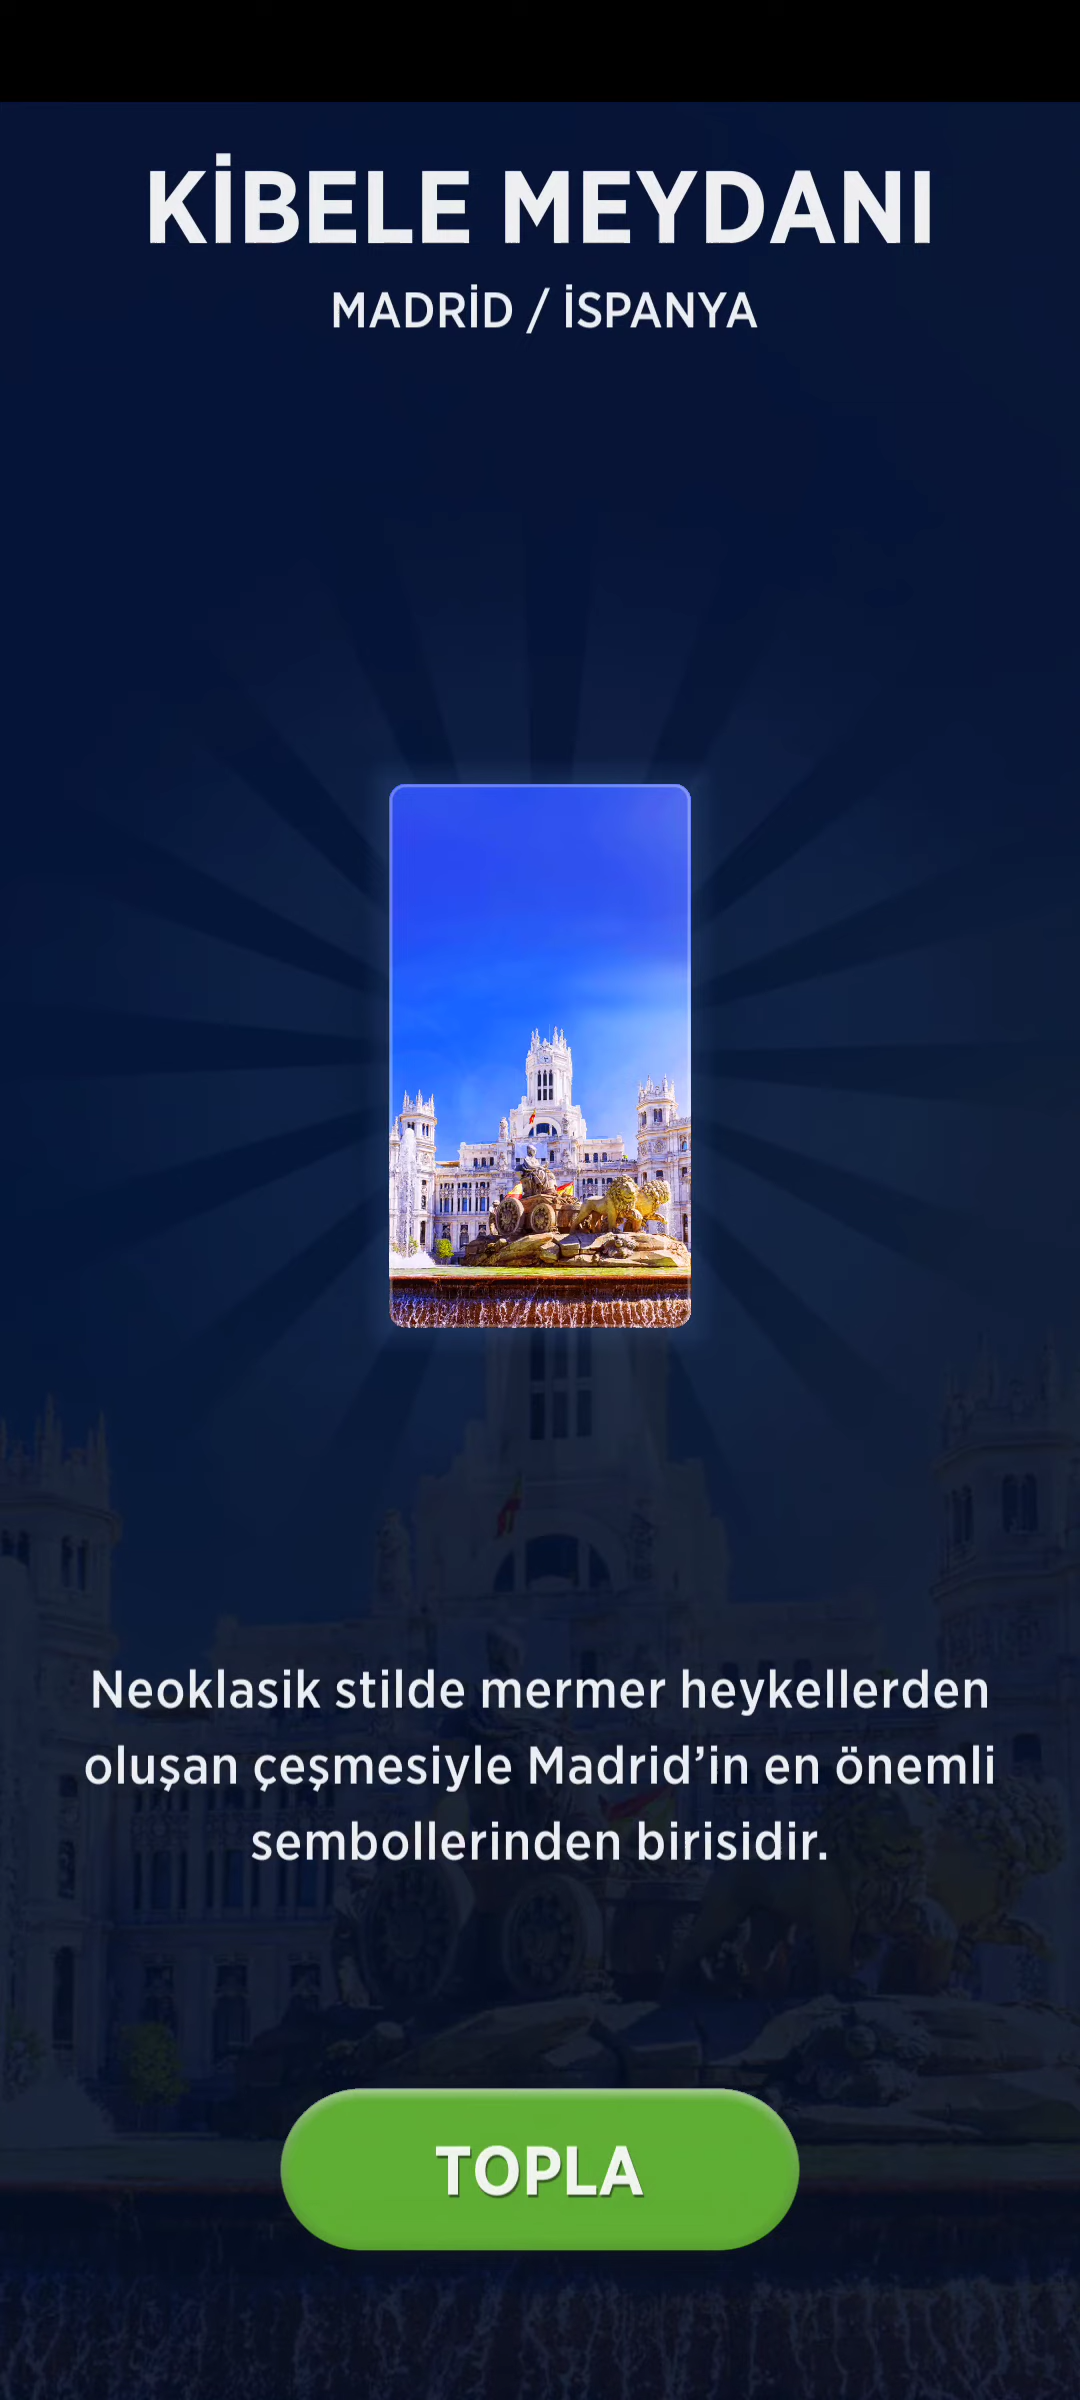 KİBELE MEYDANI
MADRİD / İSPANYA
Neoklasik stilde mermer heykellerden
oluşan çeşmesiyle Madrid’in en önemli
sembollerinden birisidir.
TOPLA